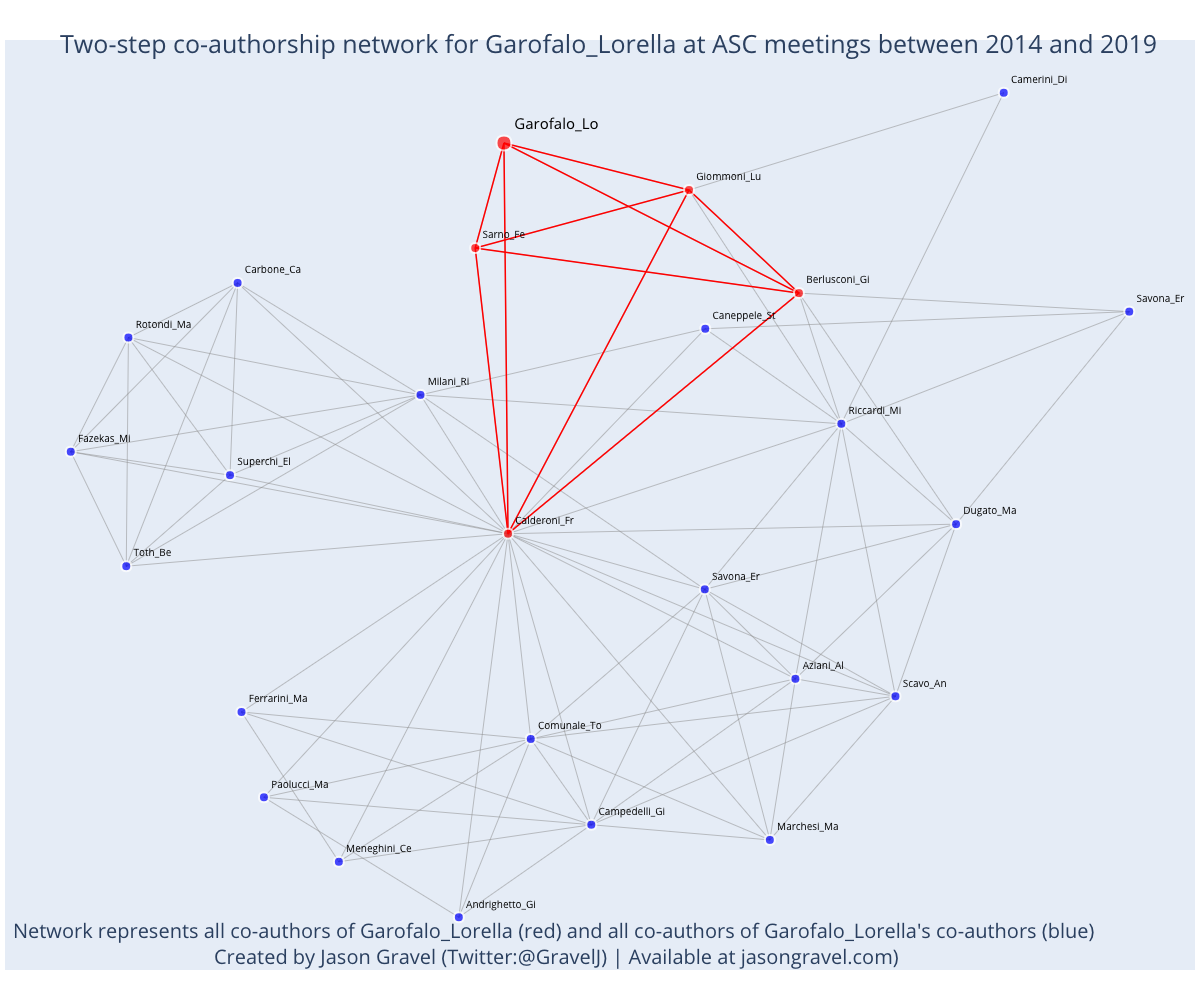 Two-step co-authorship network for Garofalo_Lorella at ASC meetings between 2014 and 2019
Camerini_Di
Garofalo_Lo
Giommoni_Lu
Sarno_Fe
Carbone_Ca
Berlusconi_Gi
Savona_Er
Caneppele_St
Rotondi_Ma
Milani_Ri
Riccardi_Mi
Fazekas_Mi
Superchi_El
Dugato_Ma
Calderoni_Fr
Toth_Be
Savona_Er
Aziani_Al
Scavo_An
Ferrarini_Ma
Comunale_To
Paolucci_Ma
Campedelli_Gi
Marchesi_Ma
Meneghini_Ce
Andrighetto_Gi
Network represents all co-authors of Garofalo_Lorella (red) and all co-authors of Garofalo_Lorella's co-authors (blue)
Created by Jason Gravel (Twitter:@GravelJ) | Available at jasongravel.com)